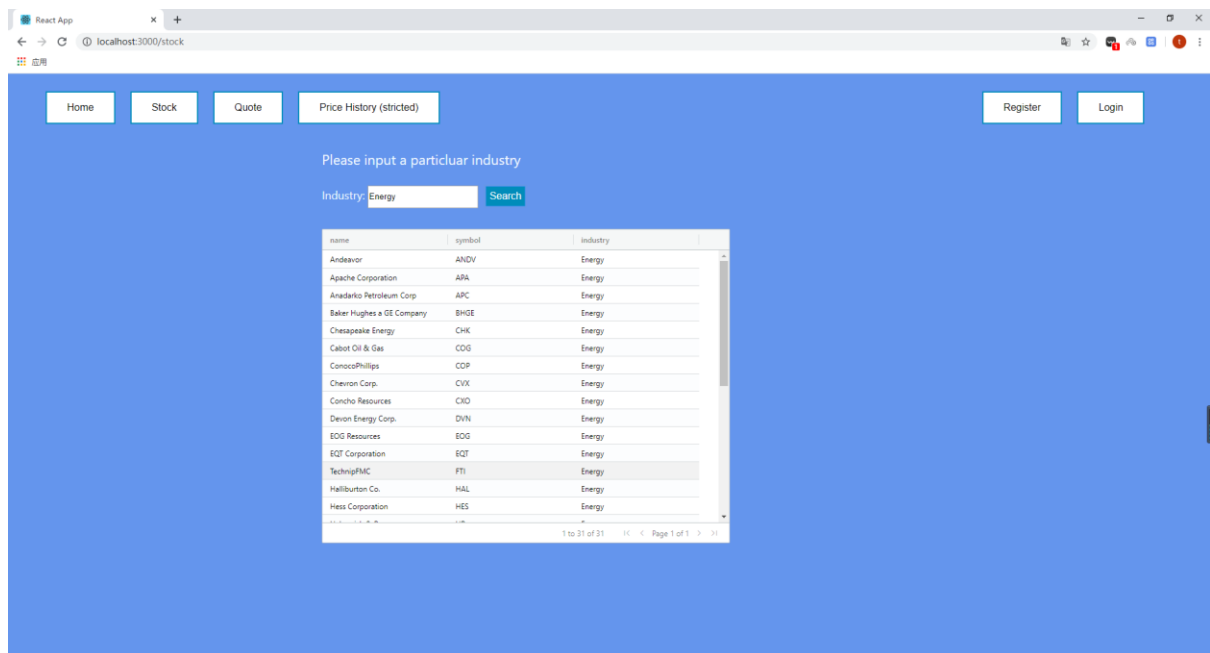 React App
localhost:3000/stock
应用
Home Stock Quote Price History (stricted) Register Login
Please input a particluar industry
Industry: Energy Search
name symbol industry
Andeavor ANDV Energy
Apache Corporation APA Energy
Anadarko Petroleum Corp APC Energy
Baker Hughes a GE Company BHGE Energy
Chesapeake Energy CHK Energy
Cabot Oil & Gas COG Energy
ConocoPhillips COP Energy
Chevron Corp. CVX Energy
Concho Resources CXO Energy
Devon Energy Corp. DVN Energy
EOG Resources EOG Energy
EQT Corporation EQT Energy
TechnipFMC FTI Energy
Halliburton Co. HAL Energy
Hess Corporation HES Energy
1 to 31 of 31 Page 1 of 1